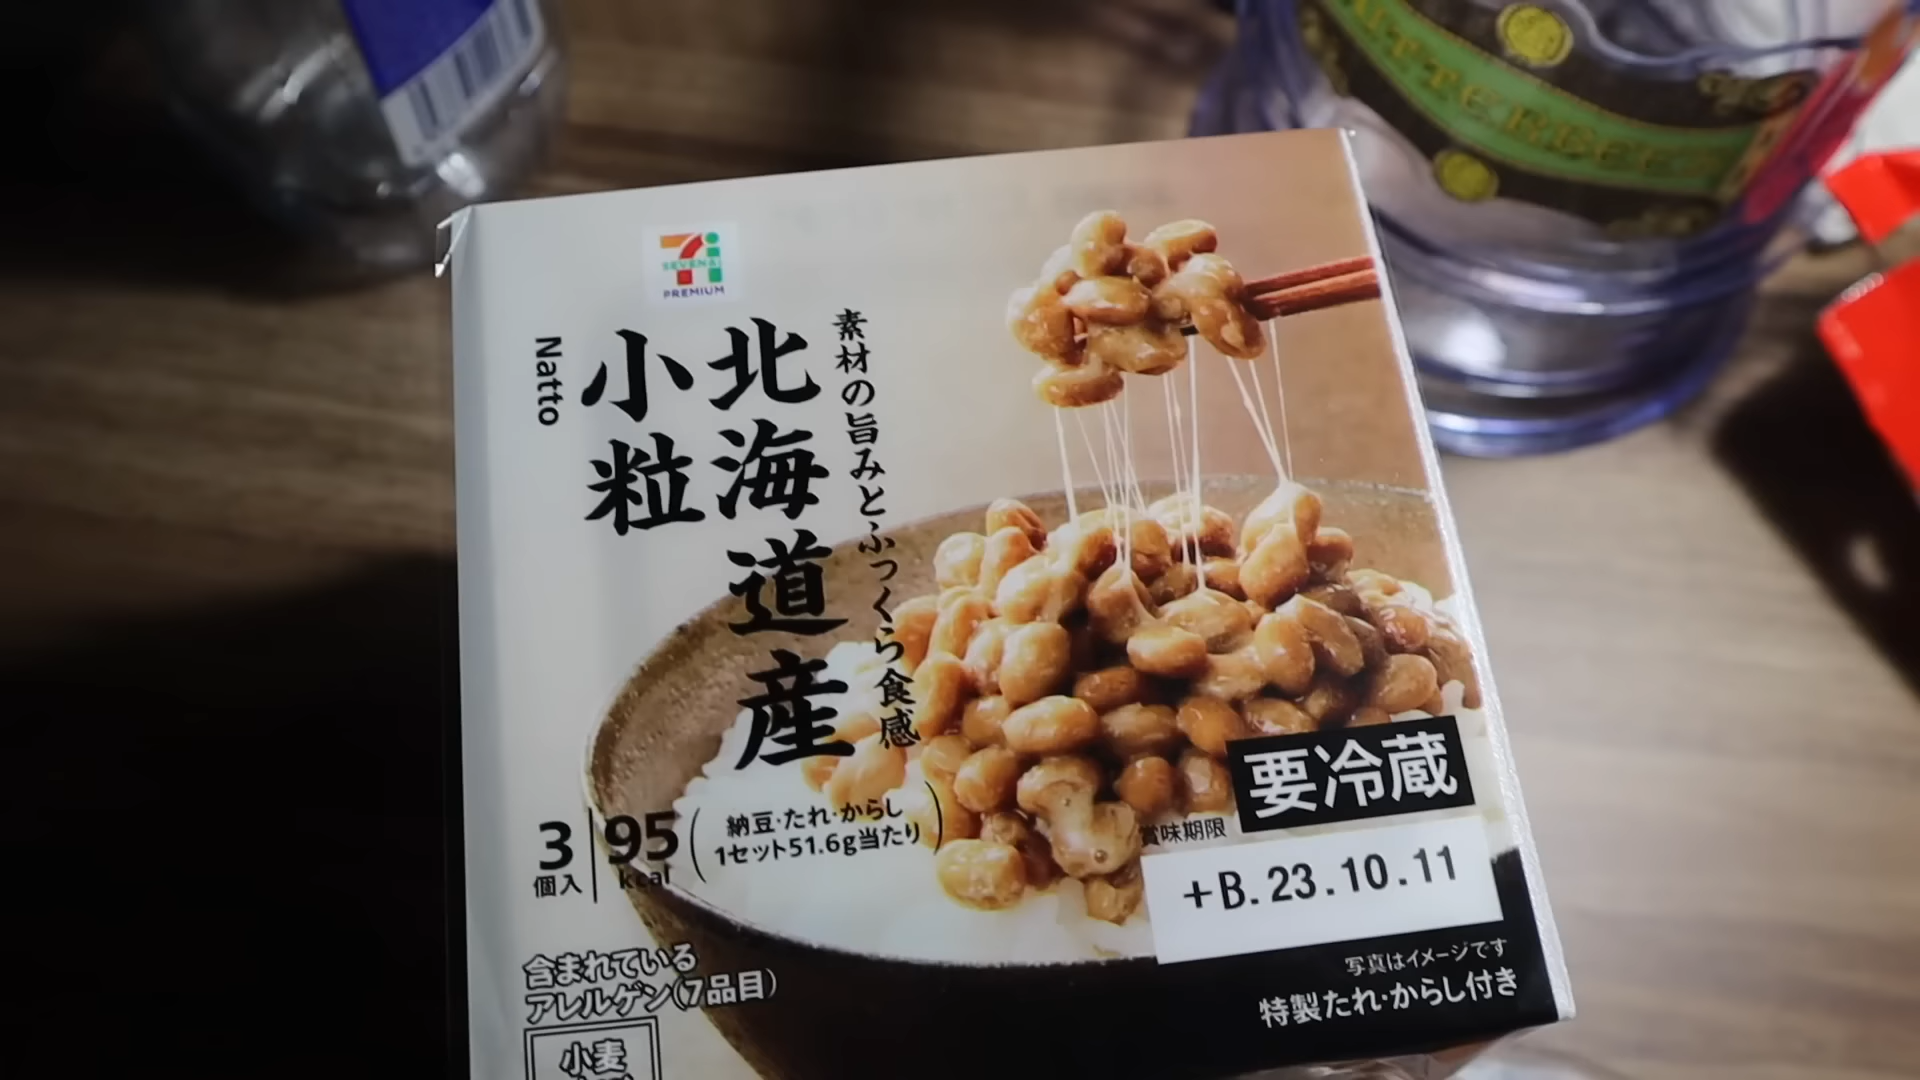 SEVEN&i
PREMIUM
素材の旨みとふっくら食感
北海道産
小粒
Natto
3
個入
95
kcal
納豆・たれ・からし
1セット51.6g当たり
要冷蔵
賞味期限
+B.23.10.11
写真はイメージです
特製たれ・からし付き
含まれている
アレルゲン(7品目)
小麦